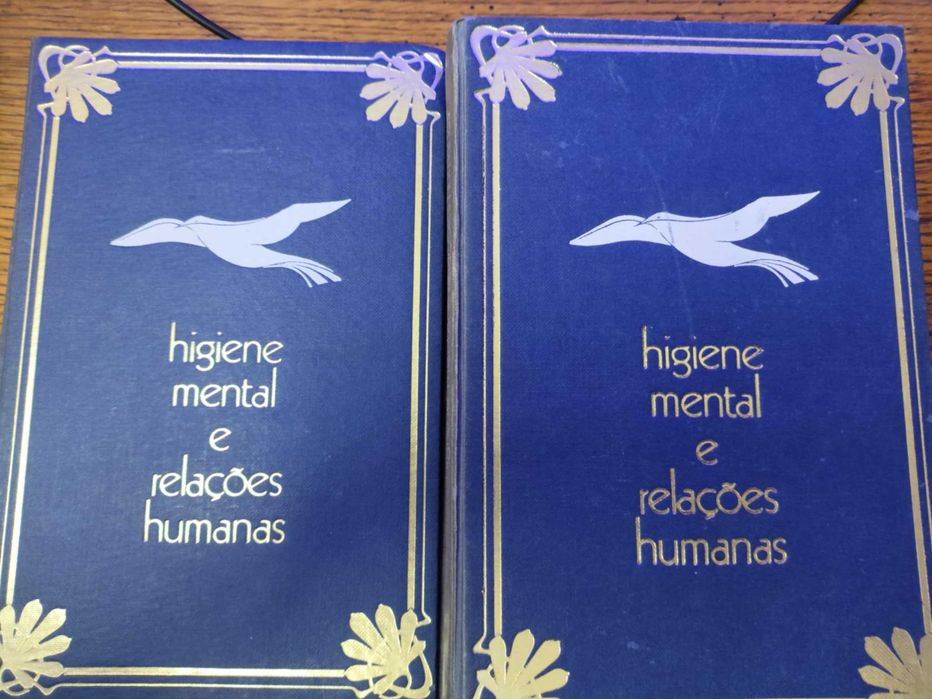 higiene
mental
e
relações
humanas
higiene
mental
e
relações
humanas